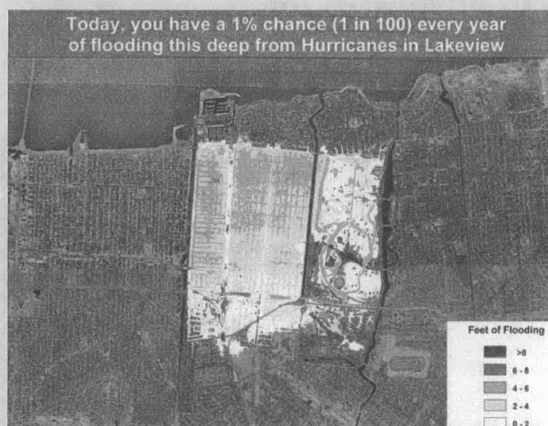 Today, you have a 1% chance (1 in 100) every year
of flooding this deep from Hurricanes in Lakeview
Feet of Flooding
>8
6 - 8
4 - 6
2 - 4
0 - 2